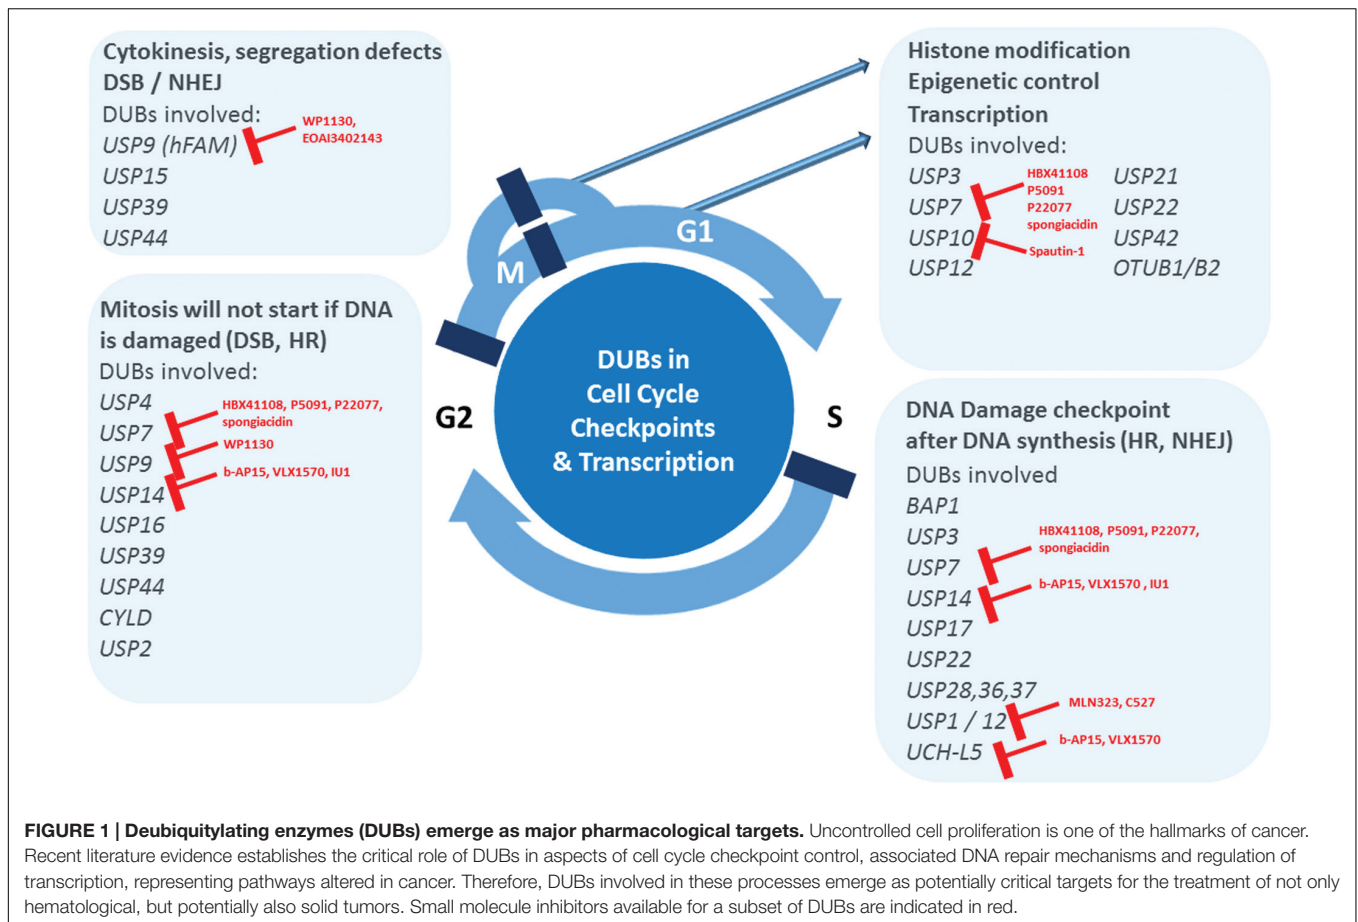 Cytokinesis, segregation defects
DSB / NHEJ
DUBs involved:
USP9 (hFAM)
USP15
USP39
USP44
WP1130,
EOAI3402143
Mitosis will not start if DNA
is damaged (DSB, HR)
DUBs involved:
USP4
USP7
USP9
USP14
USP16
USP39
USP44
CYLD
USP2
HBX41108, P5091, P22077,
spongiacidin
WP1130
b-AP15, VLX1570, IU1
M
G1
S
G2
DUBs in
Cell Cycle
Checkpoints
& Transcription
Histone modification
Epigenetic control
Transcription
DUBs involved:
USP3
USP7
USP10
USP12
HBX41108
P5091
P22077
spongiacidin
Spautin-1
USP21
USP22
USP42
OTUB1/B2
DNA Damage checkpoint
after DNA synthesis (HR, NHEJ)
DUBs involved
BAP1
USP3
USP7
USP14
USP17
USP22
USP28,36,37
USP1 / 12
UCH-L5
HBX41108, P5091, P22077,
spongiacidin
b-AP15, VLX1570 , IU1
MLN323, C527
b-AP15, VLX1570
FIGURE 1 | Deubiquitylating enzymes (DUBs) emerge as major pharmacological targets. Uncontrolled cell proliferation is one of the hallmarks of cancer.
Recent literature evidence establishes the critical role of DUBs in aspects of cell cycle checkpoint control, associated DNA repair mechanisms and regulation of
transcription, representing pathways altered in cancer. Therefore, DUBs involved in these processes emerge as potentially critical targets for the treatment of not only
hematological, but potentially also solid tumors. Small molecule inhibitors available for a subset of DUBs are indicated in red.